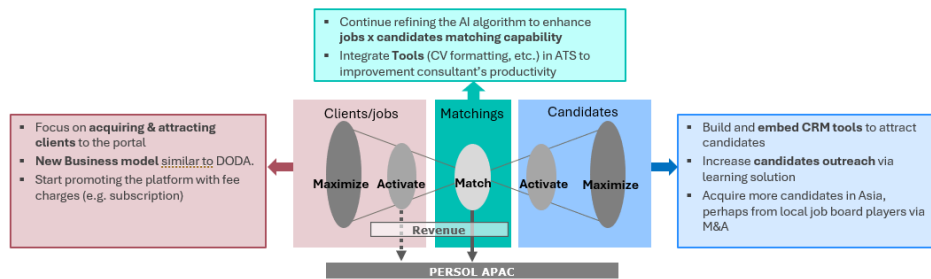 Continue refining the AI algorithm to enhance
jobs x candidates matching capability
Integrate Tools (CV formatting, etc.) in ATS to
improvement consultant's productivity
Focus on acquiring & attracting
clients to the portal
New Business model similar to DODA.
Start promoting the platform with fee
charges (e.g. subscription)
Clients/jobs
Matchings
Candidates
Maximize
Activate
Match
Activate
Maximize
Revenue
PERSOL APAC
Build and embed CRM tools to attract
candidates
Increase candidates outreach via
learning solution
Acquire more candidates in Asia,
perhaps from local job board players via
M&A